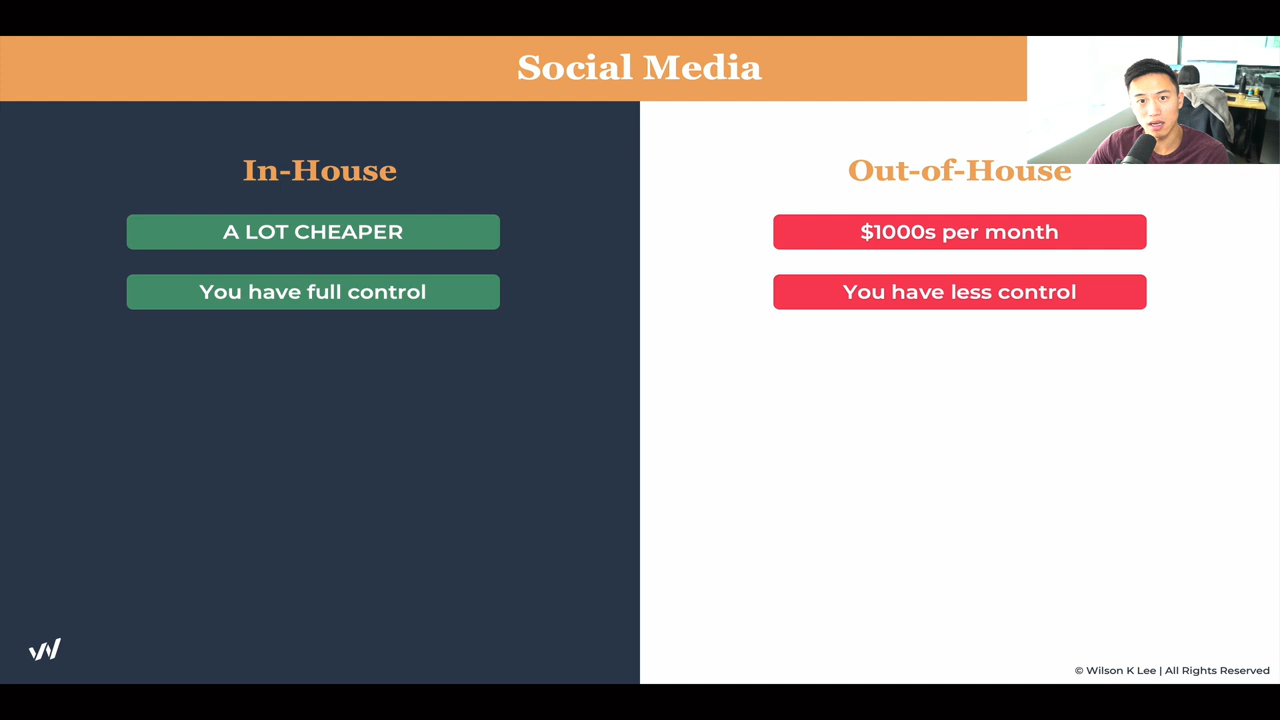 Social Media
In-House
A LOT CHEAPER
You have full control
Out-of-House
$1000s per month
You have less control
© Wilson K Lee | All Rights Reserved